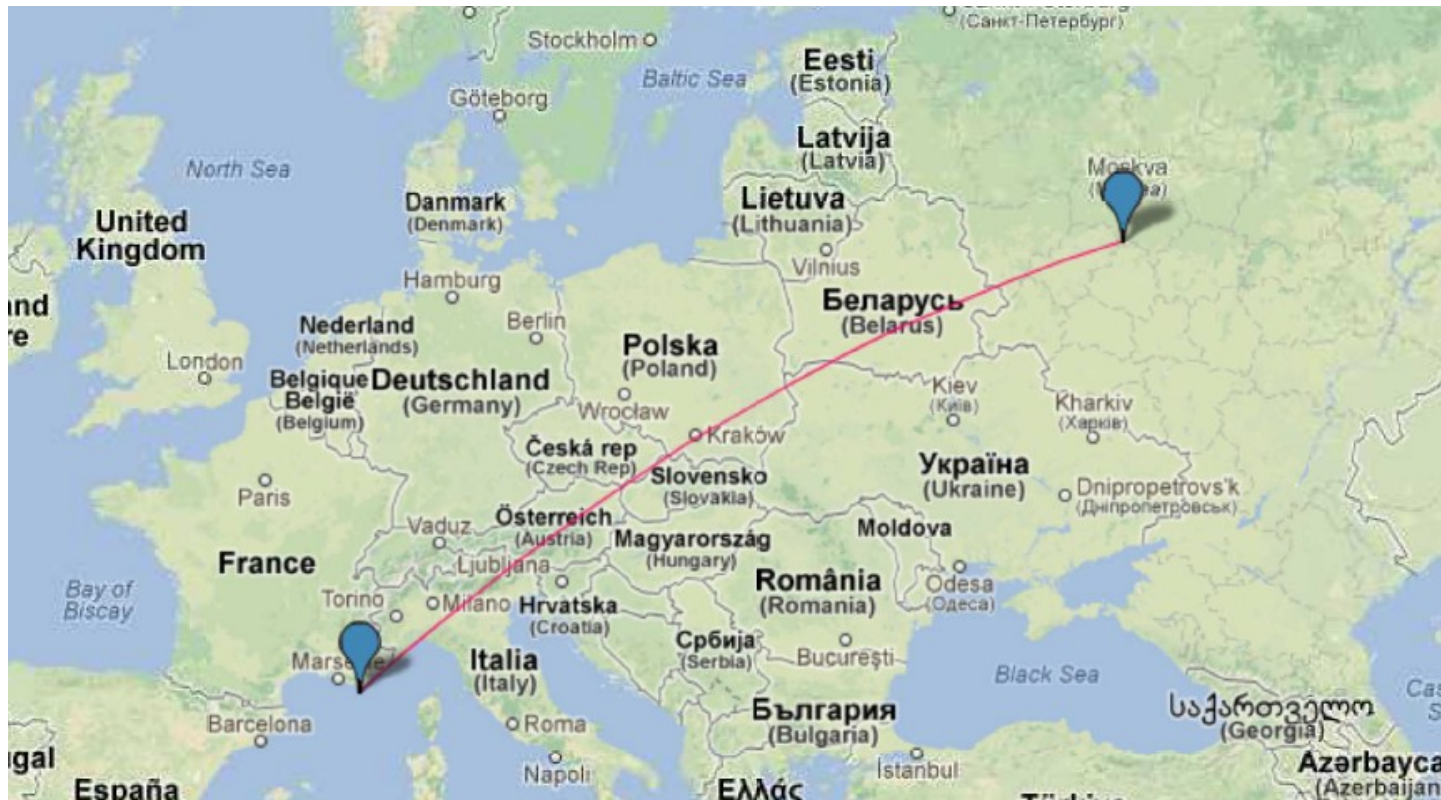 (Санкт-Петербург)
Stockholm
Eesti
(Estonia)
Baltic Sea
Göteborg
Latvija
(Latvia)
North Sea
Moskva
Danmark
(Denmark)
Lietuva
(Lithuania)
United
Kingdom
Vilnius
Hamburg
Беларусь
(Belarus)
Nederland
(Netherlands)
Berlin
Polska
(Poland)
London
Belgique
België
(Belgium)
Deutschland
(Germany)
Kiev
(Київ)
Wrocław
Kharkiv
(Харків)
Kraków
Česká rep
(Czech Rep)
Slovensko
(Slovakia)
Україна
(Ukraine)
Paris
Dnipropetrovs'k
(Дніпропетровськ)
Vaduz
Österreich
(Austria)
Magyarország
(Hungary)
Moldova
France
Ljubljana
România
(Romania)
Odesa
(Одеса)
Bay of
Biscay
Torino
Milano
Hrvatska
(Croatia)
Србија
(Serbia)
București
Italia
(Italy)
Black Sea
Barcelona
Roma
България
(Bulgaria)
საქართველო
(Georgia)
gal
España
Napoli
Ελλάς
İstanbul
Azərbayca
(Azerbaijan